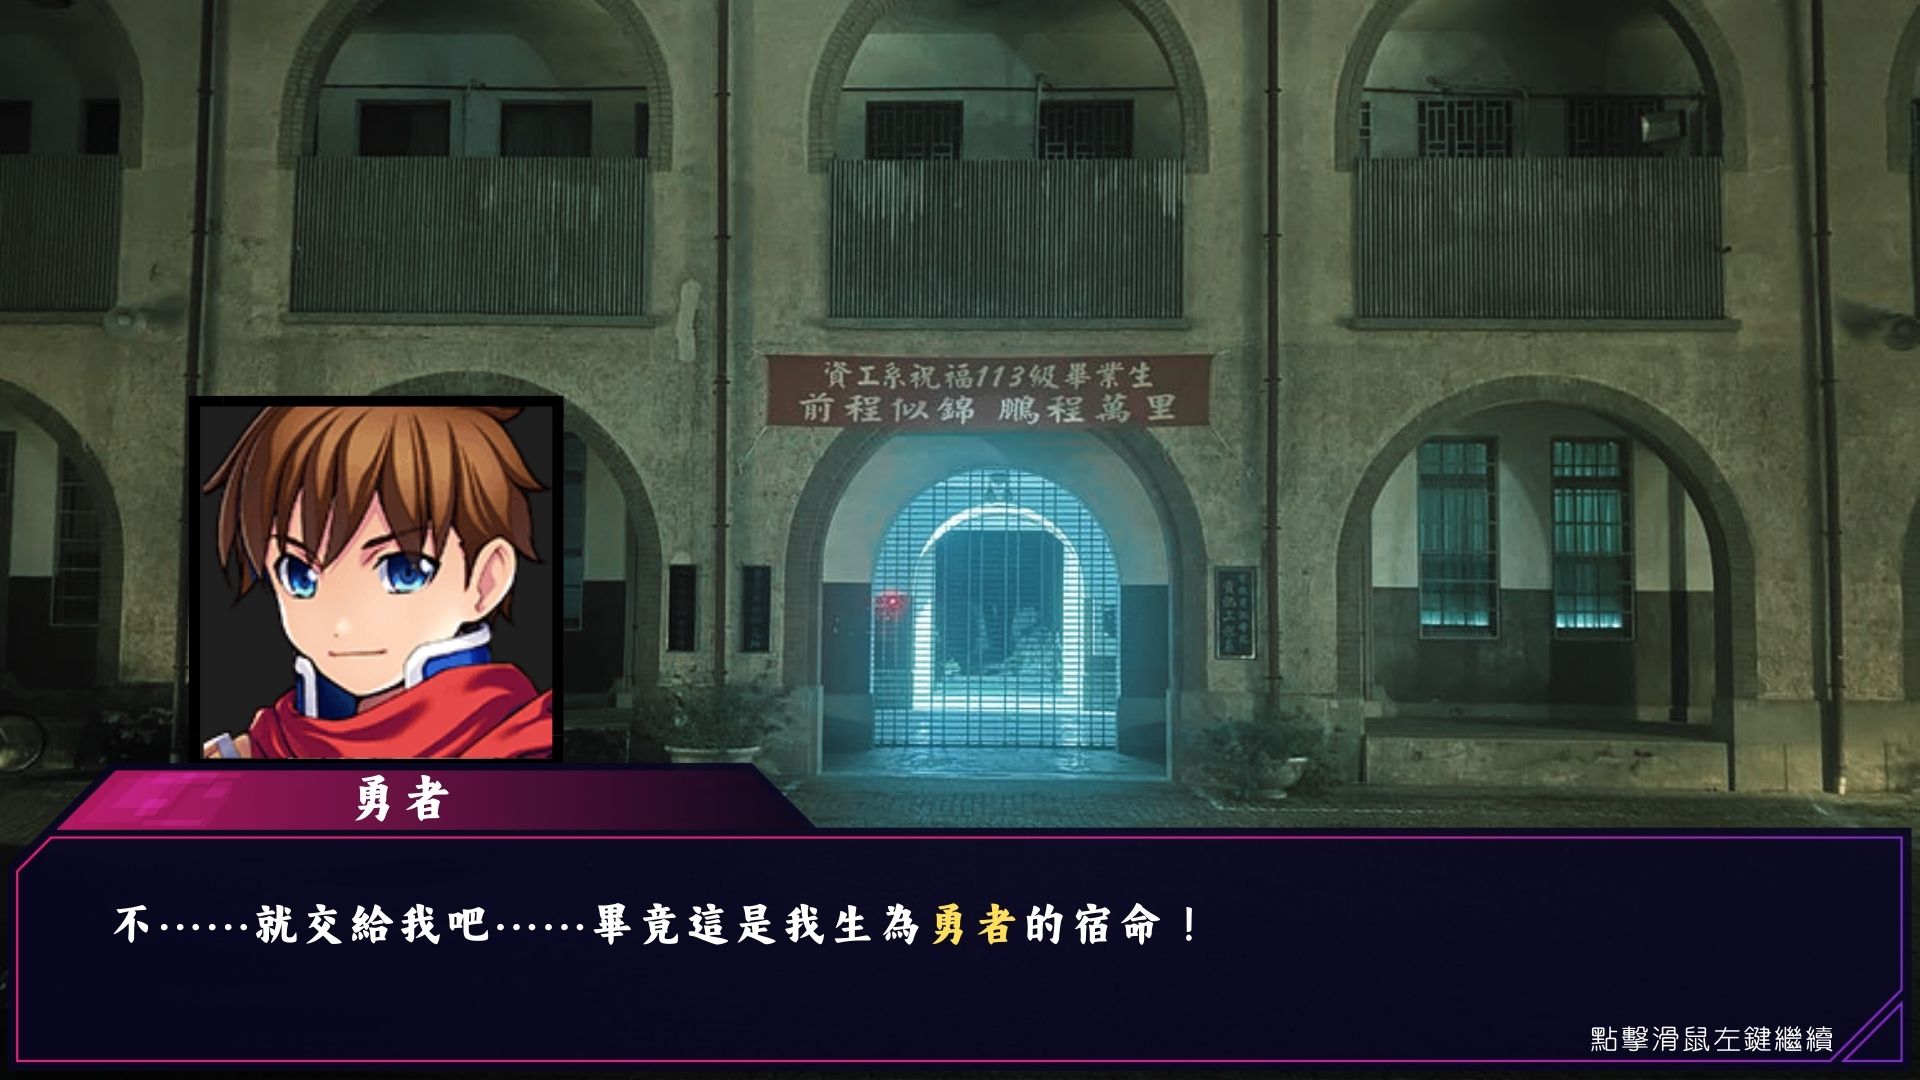 資工系祝福113級畢業生
前程似錦 鵬程萬里
勇者
不……就交給我吧……畢竟這是我生為勇者的宿命！
點擊滑鼠左鍵繼續